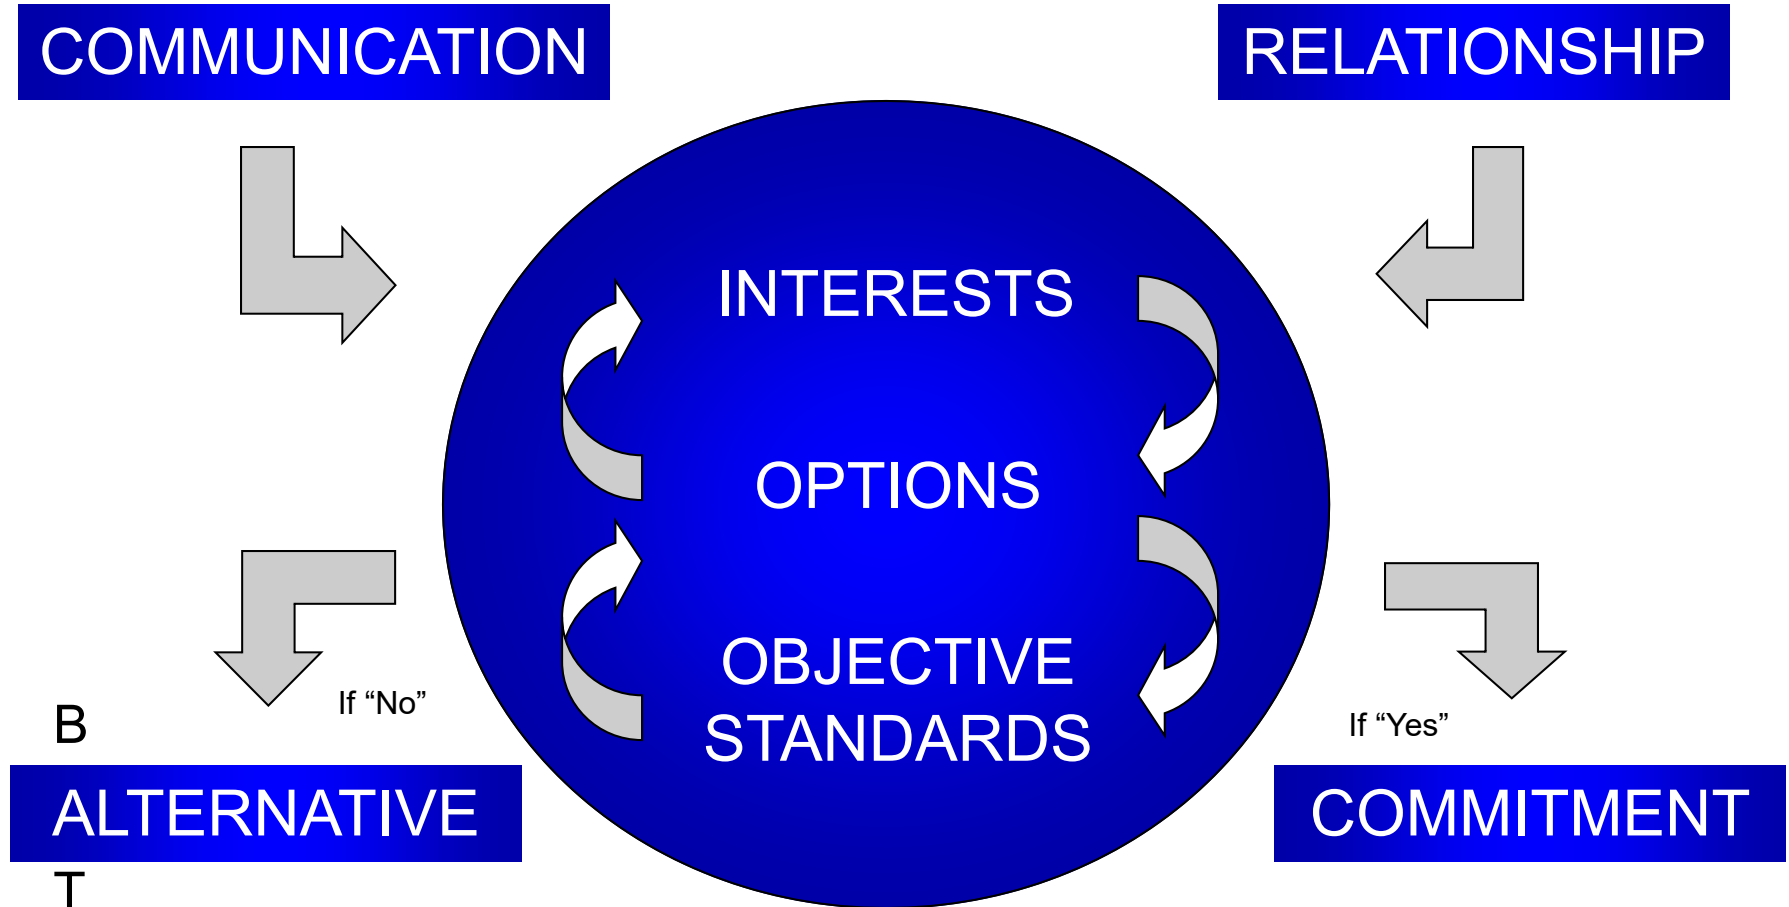 COMMUNICATION
RELATIONSHIP
INTERESTS
OPTIONS
OBJECTIVE
STANDARDS
If “No”
B
ALTERNATIVE
T
If “Yes”
COMMITMENT